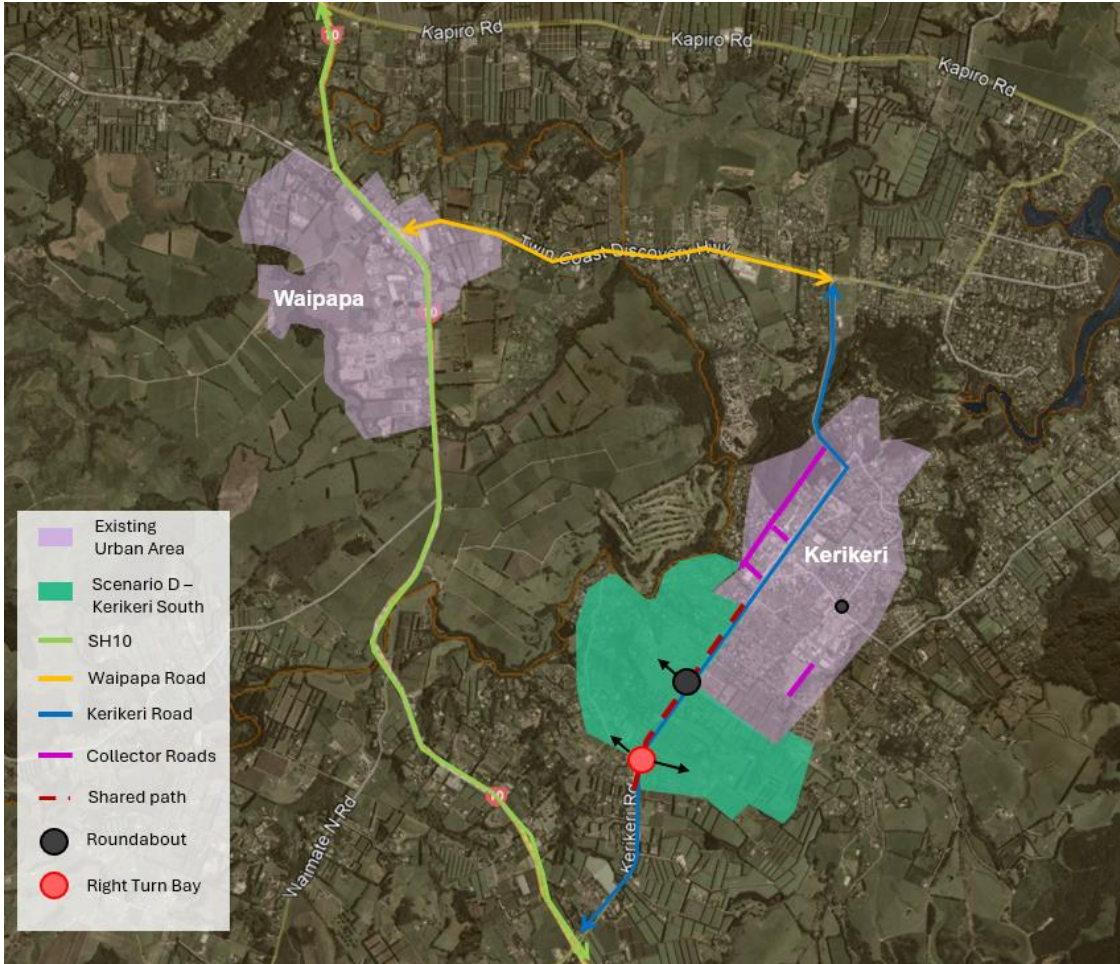 10
Kapiro Rd
Kapiro Rd
Kapiro Rd
Twin Coast Discovery Hwy
Waipapa
10
Kerikeri
10
Kerikeri Rd
Waimate N Rd
Existing
Urban Area
Scenario D –
Kerikeri South
SH10
Waipapa Road
Kerikeri Road
Collector Roads
Shared path
Roundabout
Right Turn Bay